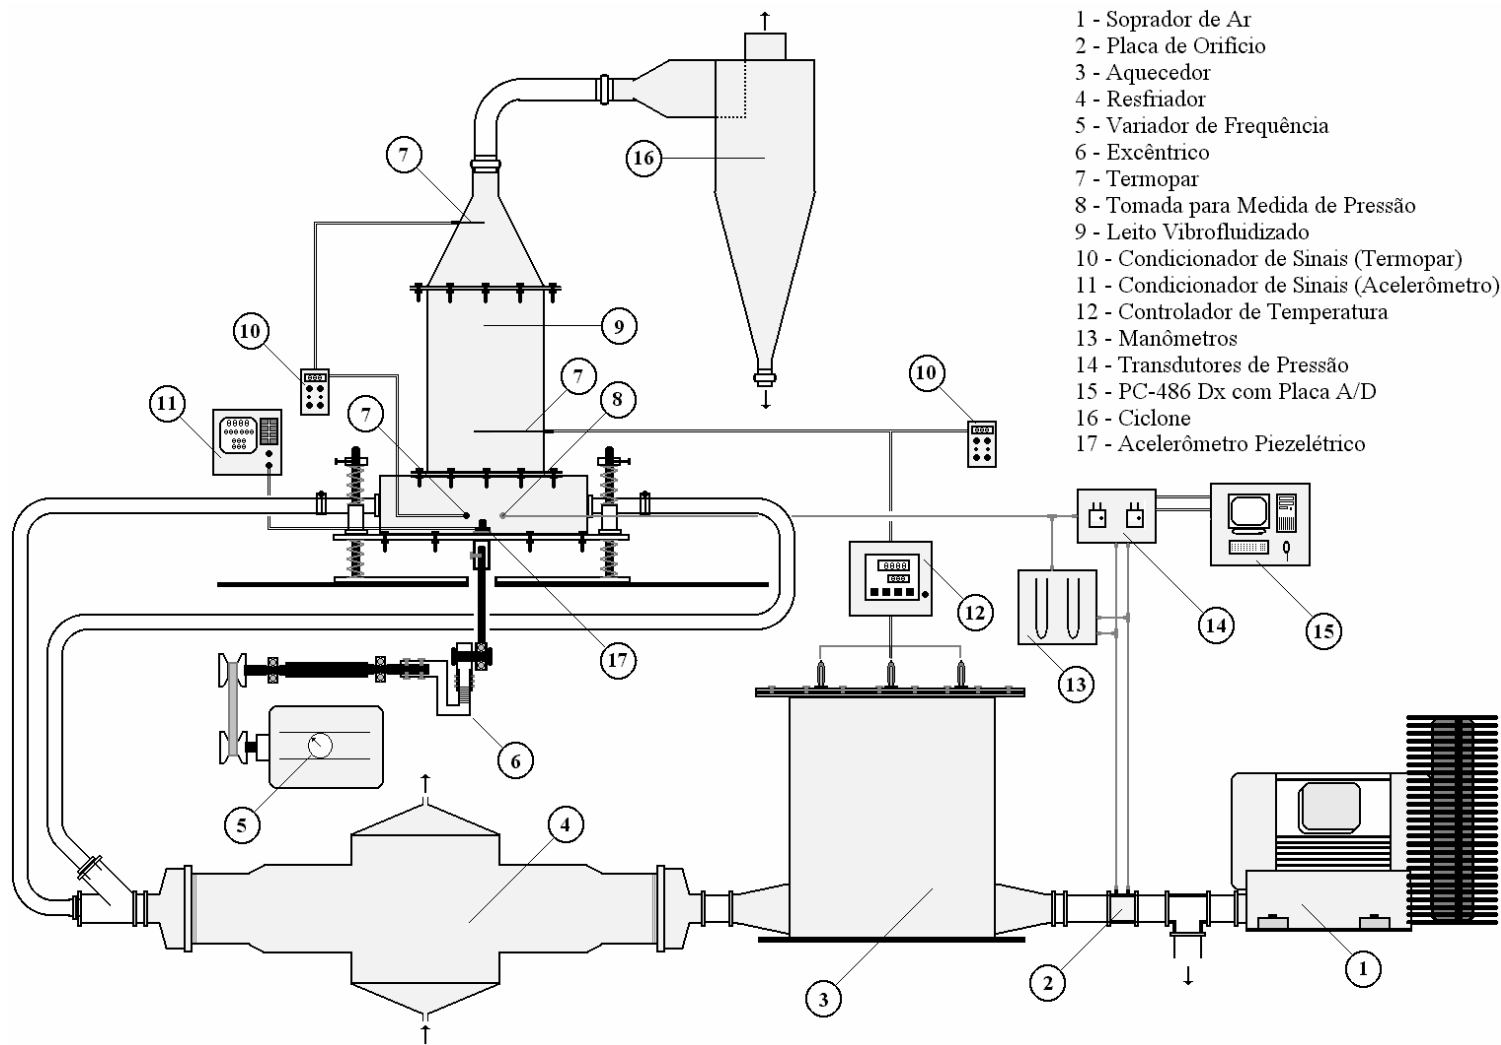 1 - Soprador de Ar
2 - Placa de Orifício
3 - Aquecedor
4 - Resfriador
5 - Variador de Frequência
6 - Excêntrico
7 - Termopar
8 - Tomada para Medida de Pressão
9 - Leito Vibrofluidizado
10 - Condicionador de Sinais (Termopar)
11 - Condicionador de Sinais (Acelerômetro)
12 - Controlador de Temperatura
13 - Manômetros
14 - Transdutores de Pressão
15 - PC-486 Dx com Placa A/D
16 - Ciclone
17 - Acelerômetro Piezelétrico
7
16
9
10
7
10
8
11
7
12
14
15
17
13
6
5
4
3
2
1